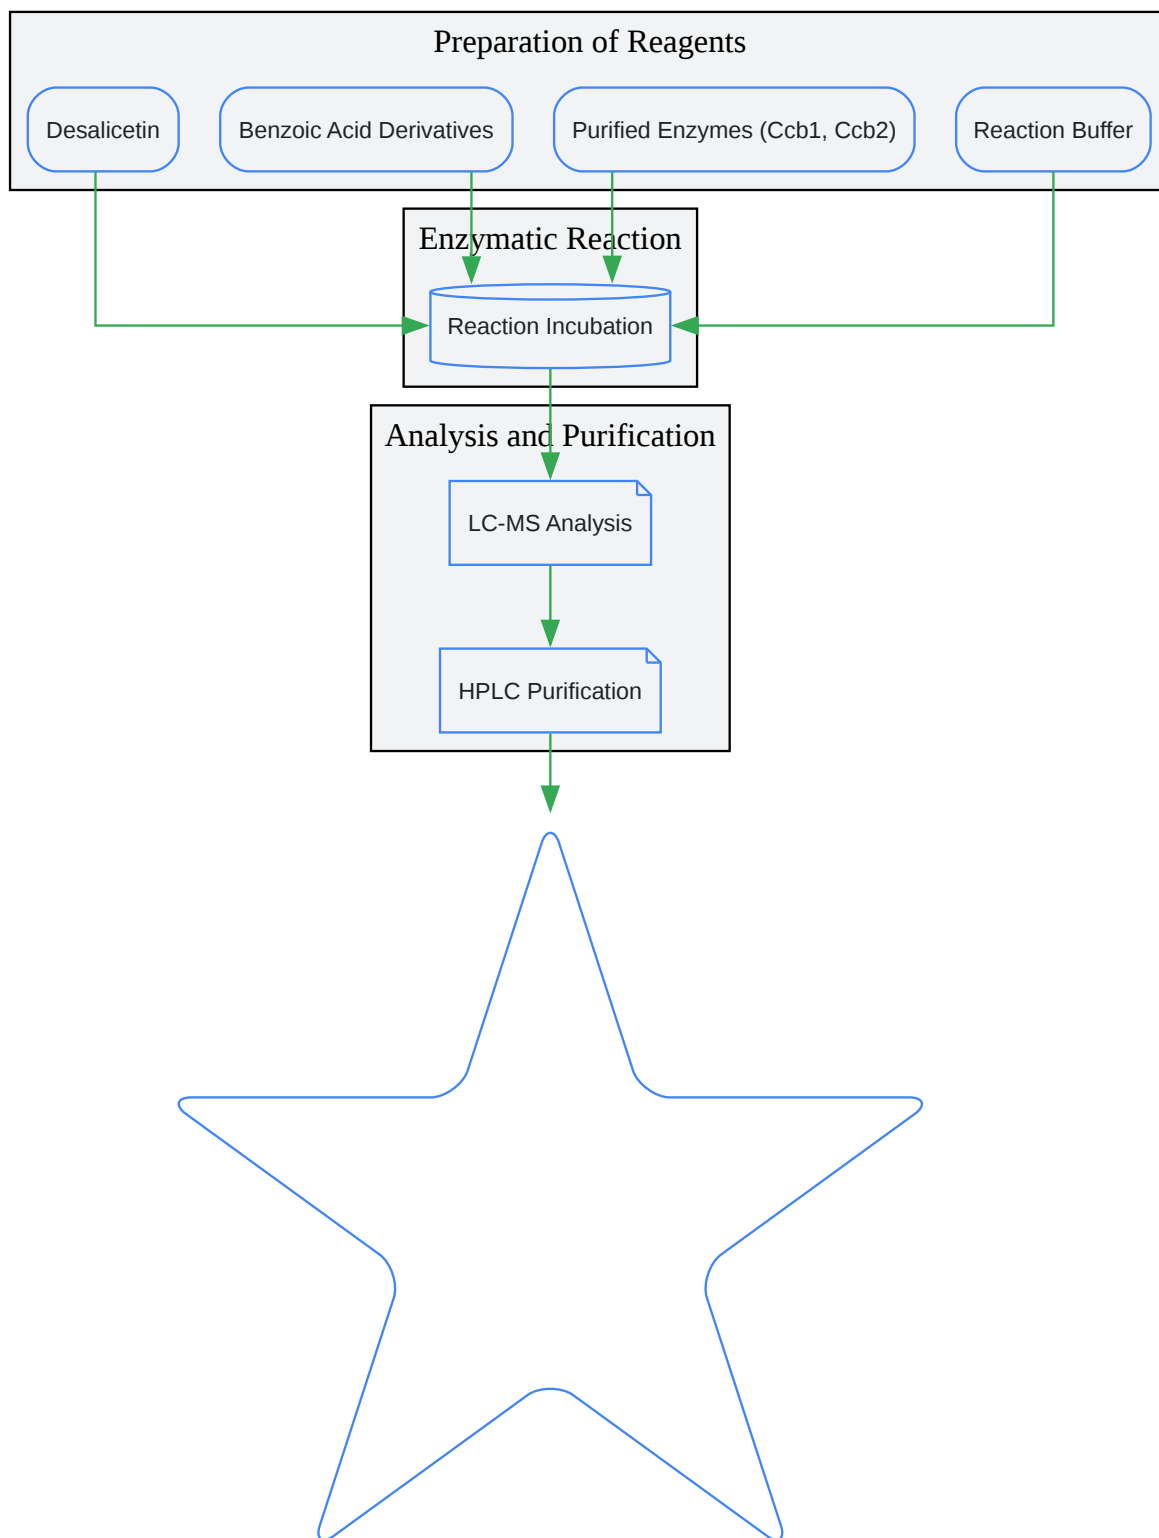 Preparation of Reagents
Desalicetin
Benzoic Acid Derivatives
Purified Enzymes (Ccb1, Ccb2)
Reaction Buffer
Enzymatic Reaction
Reaction Incubation
Analysis and Purification
LC-MS Analysis
HPLC Purification